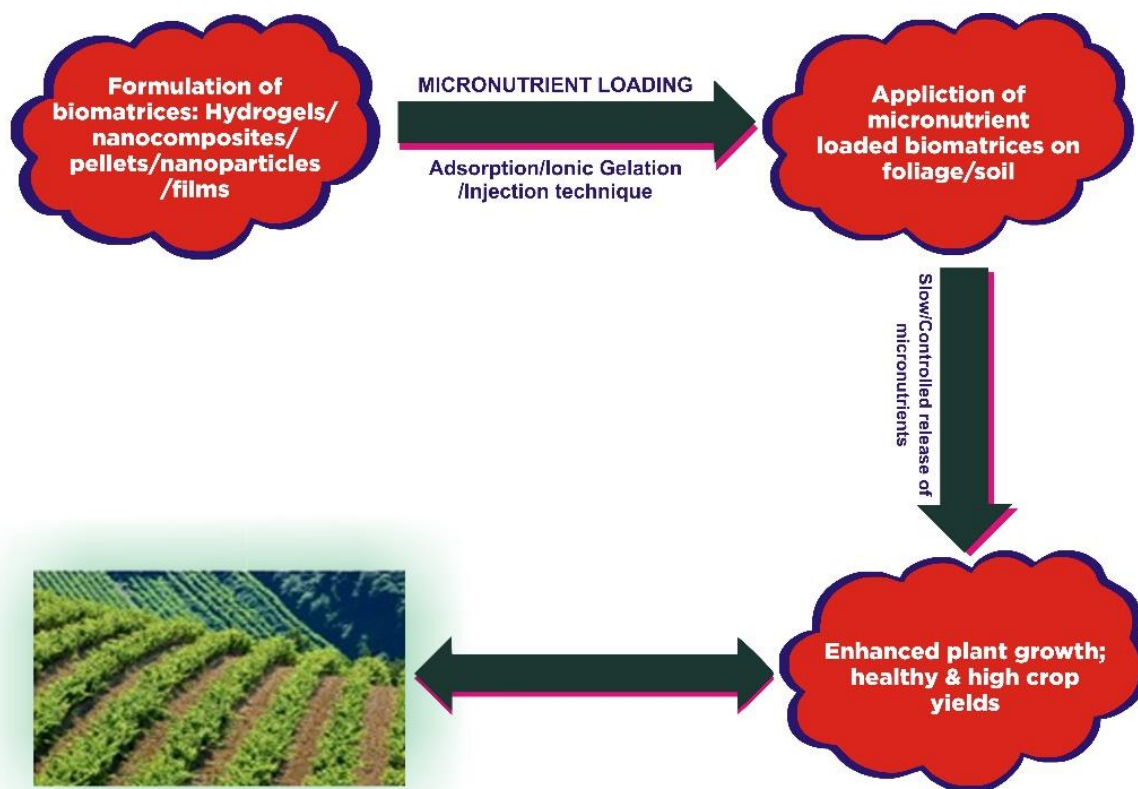 Formulation of
biomatrices: Hydrogels/
nanocomposites/
pellets/nanoparticles
/films
MICRONUTRIENT LOADING
Adsorption/Ionic Gelation
/Injection technique
Appliction of
micronutrient
loaded biomatrices on
foliage/soil
Slow/Controlled release of
micronutrients
Enhanced plant growth;
healthy & high crop
yields